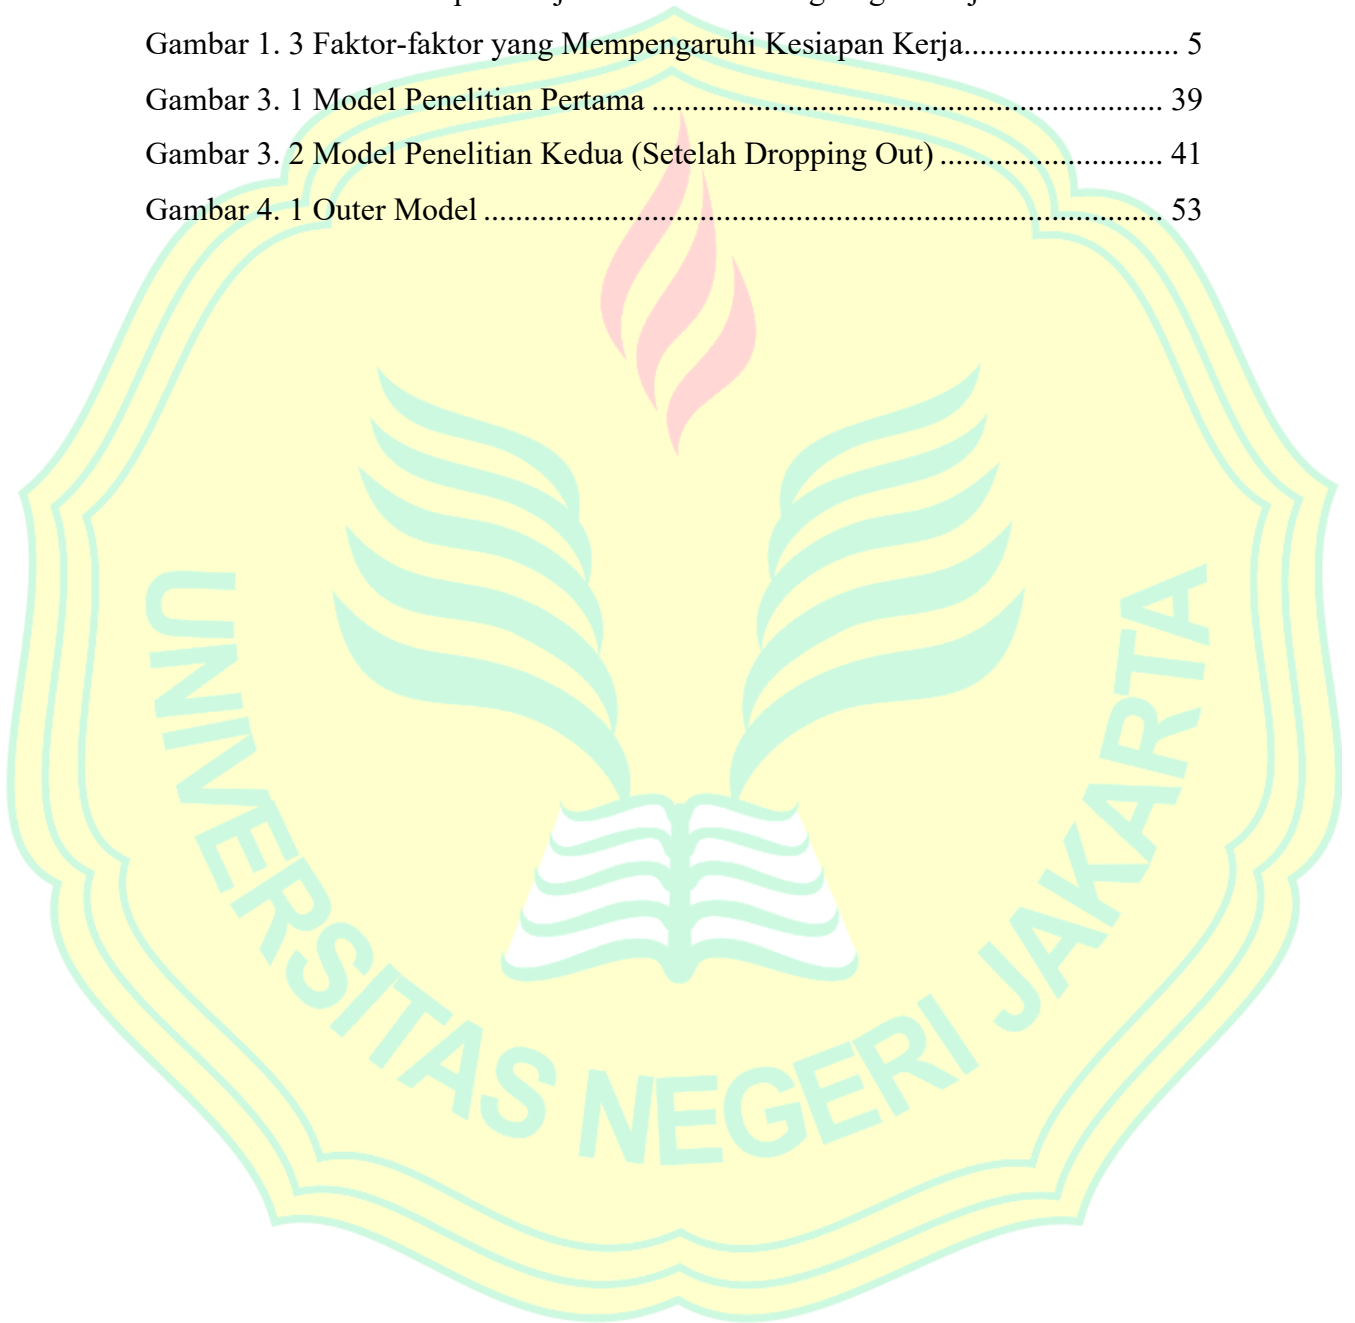 Gambar 1. 3 Faktor-faktor yang Mempengaruhi Kesiapan Kerja........................... 5
Gambar 3. 1 Model Penelitian Pertama ................................................................ 39
Gambar 3. 2 Model Penelitian Kedua (Setelah Dropping Out) ............................ 41
Gambar 4. 1 Outer Model ..................................................................................... 53
UNIVERSITAS NEGERI JAKARTA